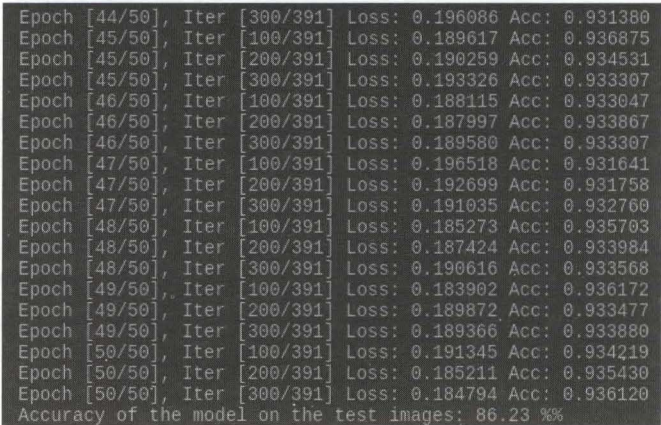 Epoch [44/50], Iter [300/391] Loss: 0.196086 Acc: 0.931380
Epoch [45/50], Iter [100/391] Loss: 0.189617 Acc: 0.936875
Epoch [45/50], Iter [200/391] Loss: 0.190259 Acc: 0.934531
Epoch [45/50], Iter [300/391] Loss: 0.193326 Acc: 0.933307
Epoch [46/50], Iter [100/391] Loss: 0.188115 Acc: 0.933047
Epoch [46/50], Iter [200/391] Loss: 0.187997 Acc: 0.933867
Epoch [46/50], Iter [300/391] Loss: 0.189580 Acc: 0.933307
Epoch [47/50], Iter [100/391] Loss: 0.196518 Acc: 0.931641
Epoch [47/50], Iter [200/391] Loss: 0.192699 Acc: 0.931758
Epoch [47/50], Iter [300/391] Loss: 0.191035 Acc: 0.932760
Epoch [48/50], Iter [100/391] Loss: 0.185273 Acc: 0.935703
Epoch [48/50], Iter [200/391] Loss: 0.187424 Acc: 0.933984
Epoch [48/50], Iter [300/391] Loss: 0.190616 Acc: 0.933568
Epoch [49/50], Iter [100/391] Loss: 0.183902 Acc: 0.936172
Epoch [49/50], Iter [200/391] Loss: 0.189872 Acc: 0.933477
Epoch [49/50], Iter [300/391] Loss: 0.189366 Acc: 0.933880
Epoch [50/50], Iter [100/391] Loss: 0.191345 Acc: 0.934219
Epoch [50/50], Iter [200/391] Loss: 0.185211 Acc: 0.935430
Epoch [50/50], Iter [300/391] Loss: 0.184794 Acc: 0.936120
Accuracy of the model on the test images: 86.23 %%